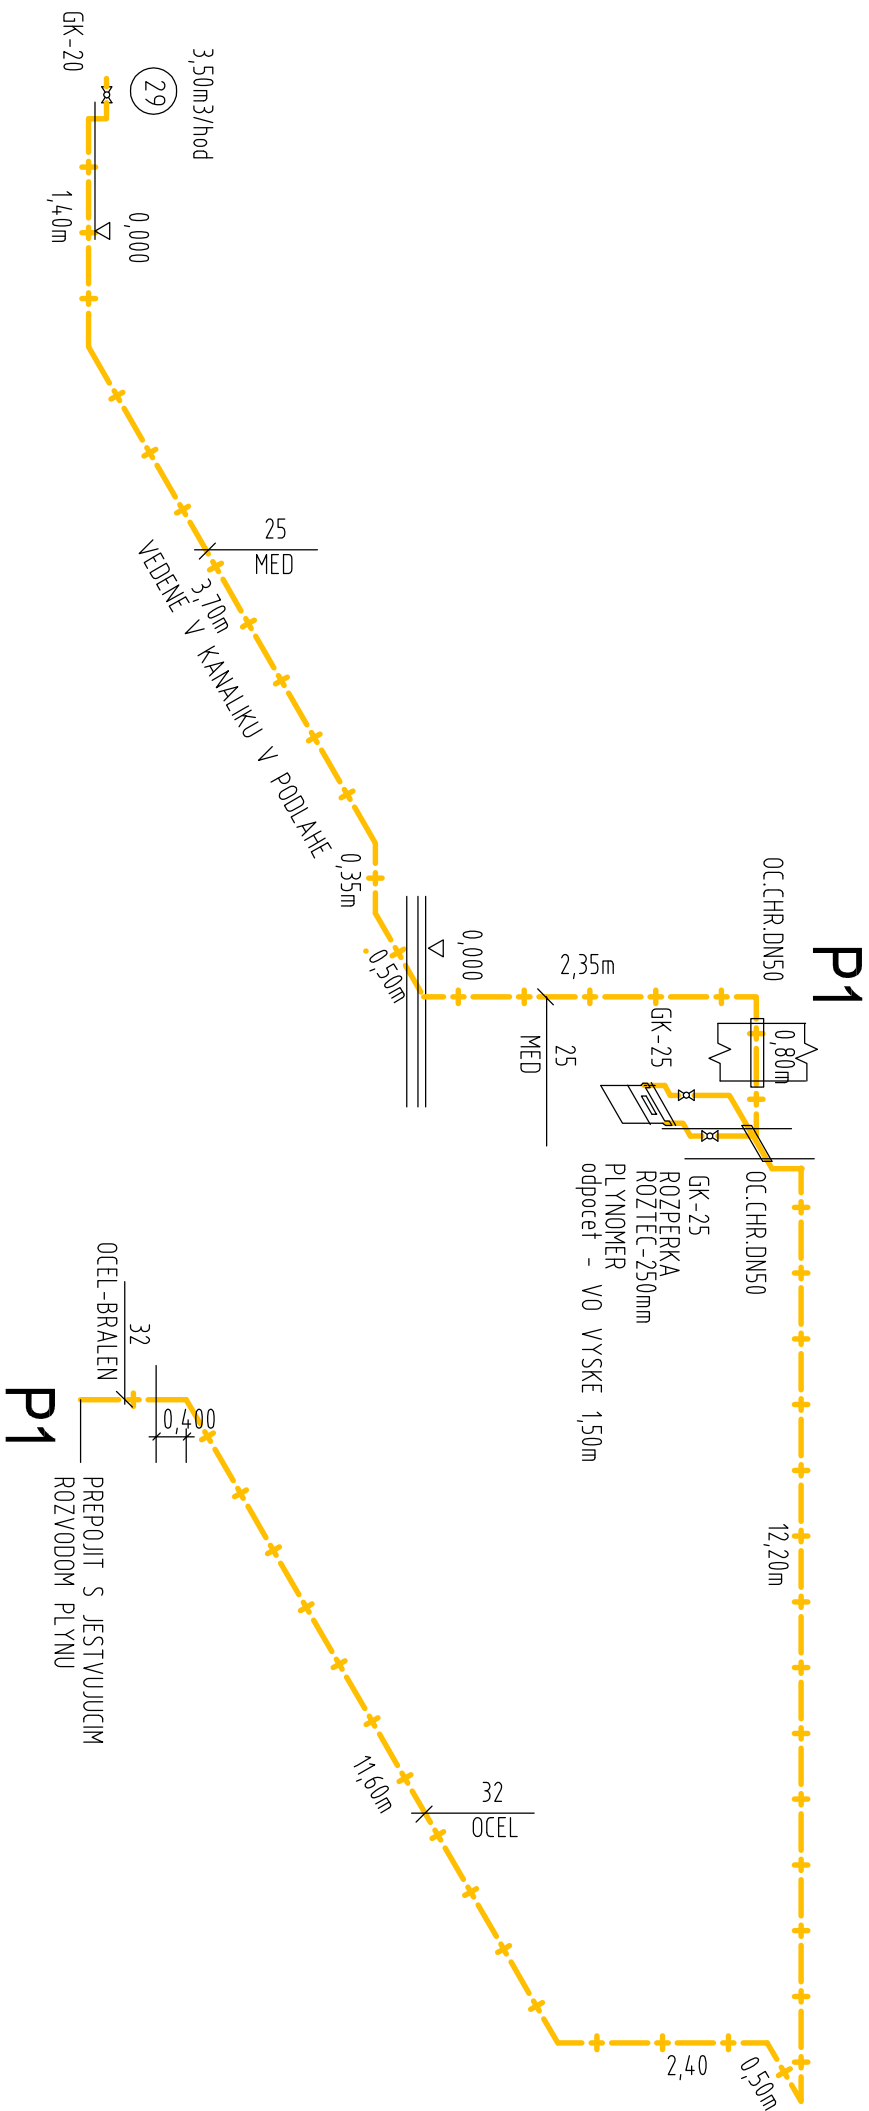 GK-20
29
3,50m3/hod
1,40m
0,000
25
MED
3,70m
VEDENE V KANALIKU V PODLAHE
0,35m
0,50m
0,000
2,35m
25
MED
OC.CHR.DN50
P1
0,80m
GK-25
OC.CHR.DN50
GK-25
ROZPERKA
ROZTEC-250mm
PLYNOMER
odpocet - VO VYSKE 1,50m
12,20m
32
OCEL-BRALEN
0,400
P1
PREPOJIT S JESTVUJUCIM
ROZVODOM PLYNU
11,60m
32
OCEL
2,40
0,50m